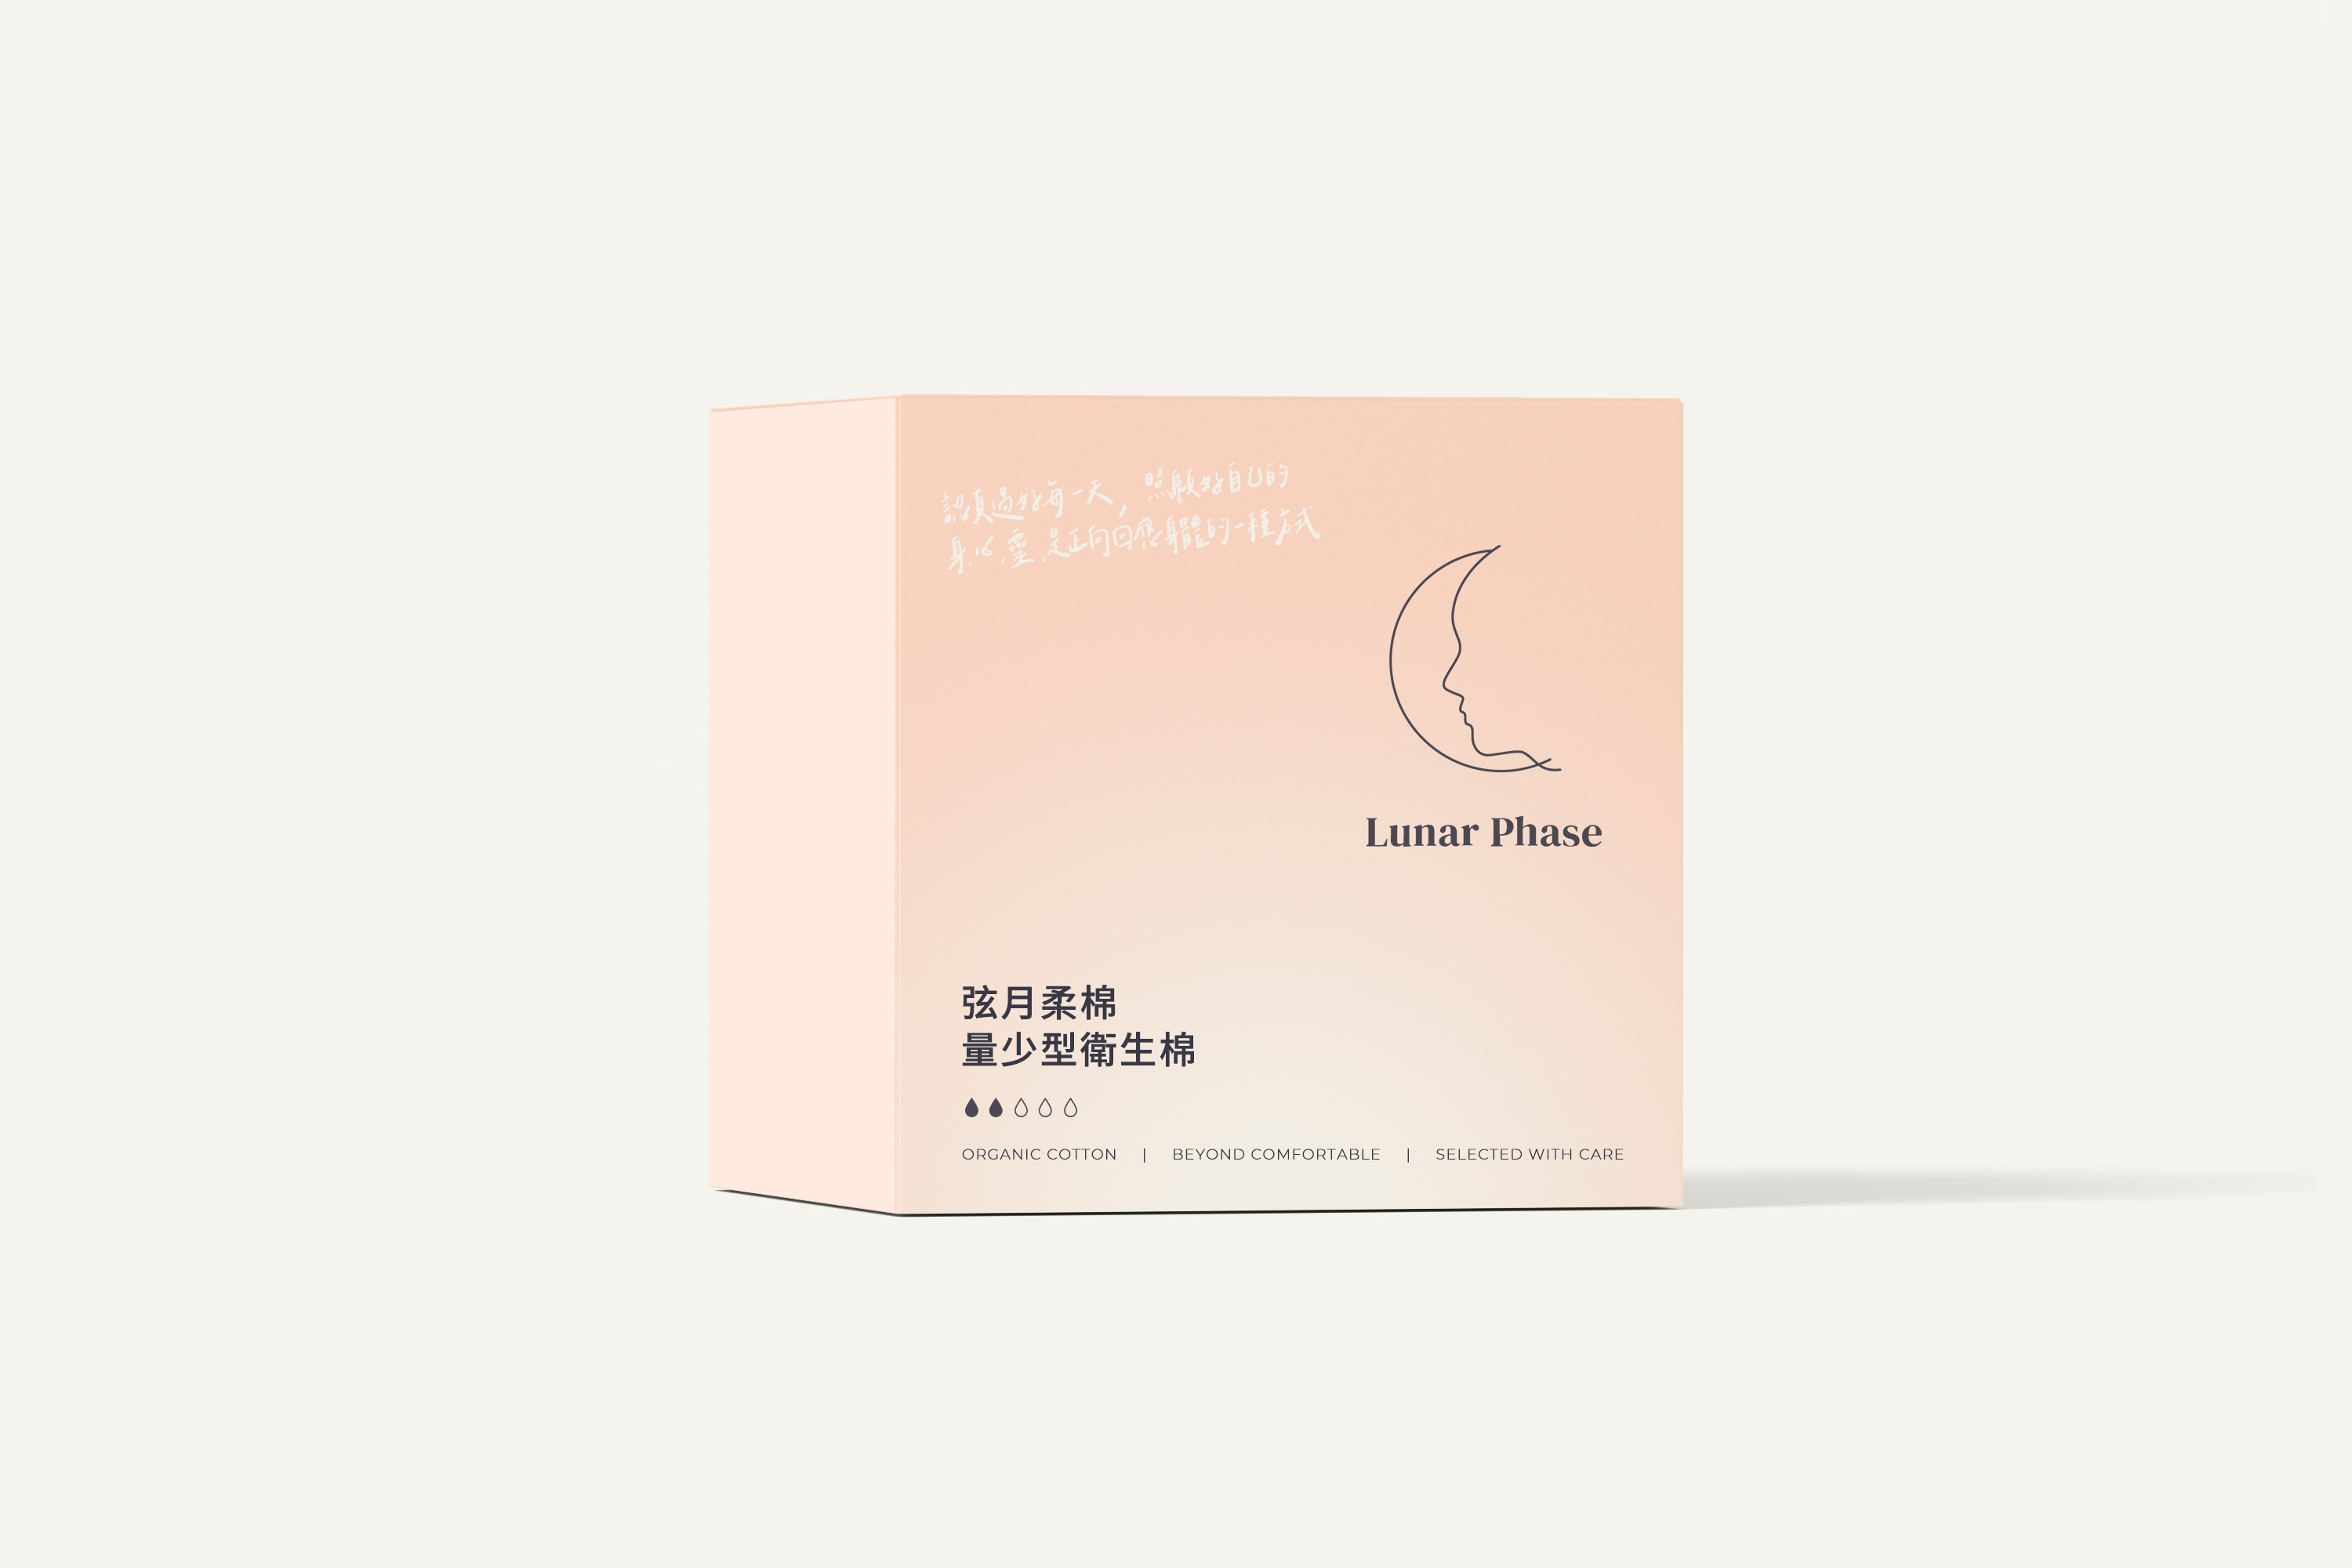 認真過好每一天，照顧好自己的
身、心、靈，是正向回應身體的一種方式
Lunar Phase
弦月柔棉
量少型衛生棉
ORGANIC COTTON | BEYOND COMFORTABLE | SELECTED WITH CARE